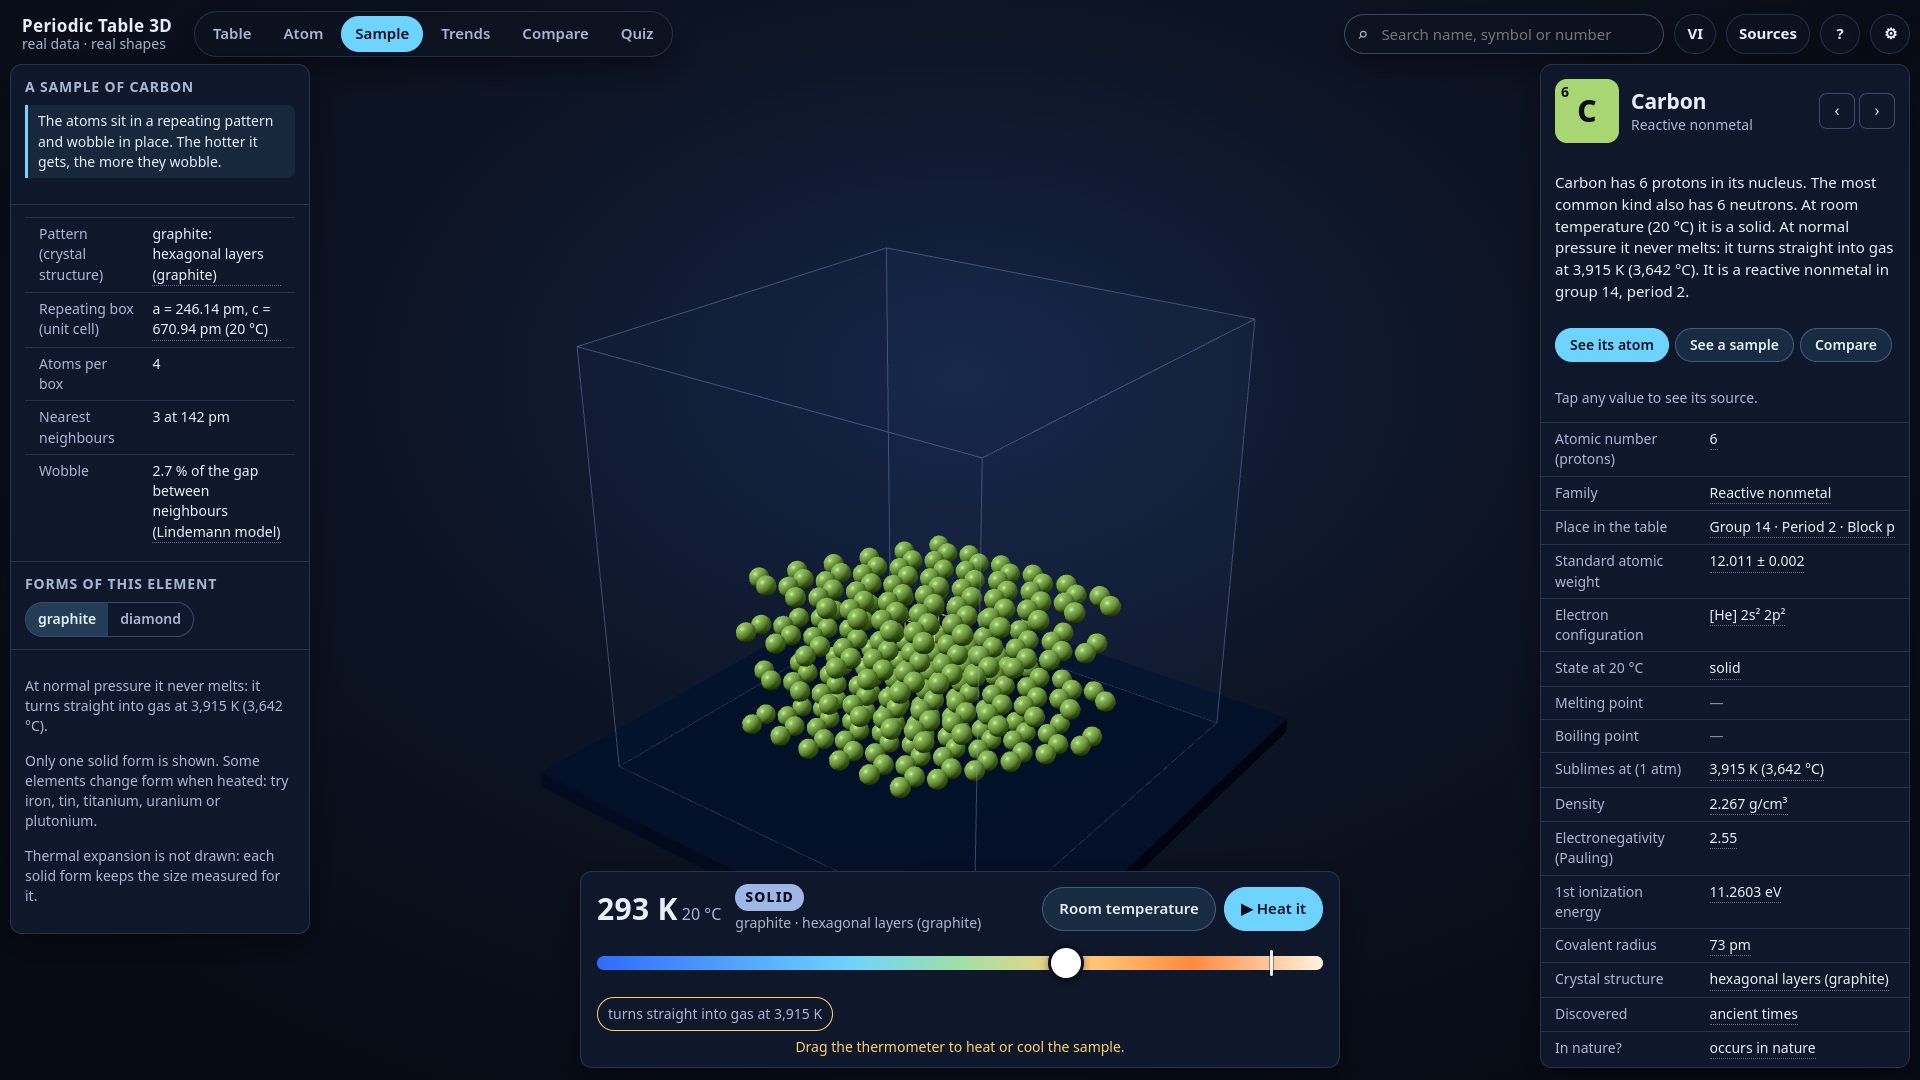 Periodic Table 3D
real data · real shapes
Table
Atom
Sample
Trends
Compare
Quiz
Search name, symbol or number
VI
Sources
?
A SAMPLE OF CARBON
The atoms sit in a repeating pattern
and wobble in place. The hotter it
gets, the more they wobble.
Pattern
(crystal
structure)
graphite:
hexagonal layers
(graphite)
Repeating box
(unit cell)
a = 246.14 pm, c =
670.94 pm (20 °C)
Atoms per
box
4
Nearest
neighbours
3 at 142 pm
Wobble
2.7 % of the gap
between
neighbours
(Lindemann model)
FORMS OF THIS ELEMENT
graphite
diamond
At normal pressure it never melts: it
turns straight into gas at 3,915 K (3,642
°C).
Only one solid form is shown. Some
elements change form when heated: try
iron, tin, titanium, uranium or
plutonium.
Thermal expansion is not drawn: each
solid form keeps the size measured for
it.
293 K 20 °C
SOLID
graphite · hexagonal layers (graphite)
Room temperature
▶ Heat it
turns straight into gas at 3,915 K
Drag the thermometer to heat or cool the sample.
6
C
Carbon
Reactive nonmetal
‹
›
Carbon has 6 protons in its nucleus. The most
common kind also has 6 neutrons. At room
temperature (20 °C) it is a solid. At normal
pressure it never melts: it turns straight into gas
at 3,915 K (3,642 °C). It is a reactive nonmetal in
group 14, period 2.
See its atom
See a sample
Compare
Tap any value to see its source.
Atomic number
(protons)
6
Family
Reactive nonmetal
Place in the table
Group 14 · Period 2 · Block p
Standard atomic
weight
12.011 ± 0.002
Electron
configuration
[He] 2s² 2p²
State at 20 °C
solid
Melting point
—
Boiling point
—
Sublimes at (1 atm)
3,915 K (3,642 °C)
Density
2.267 g/cm³
Electronegativity
(Pauling)
2.55
1st ionization
energy
11.2603 eV
Covalent radius
73 pm
Crystal structure
hexagonal layers (graphite)
Discovered
ancient times
In nature?
occurs in nature